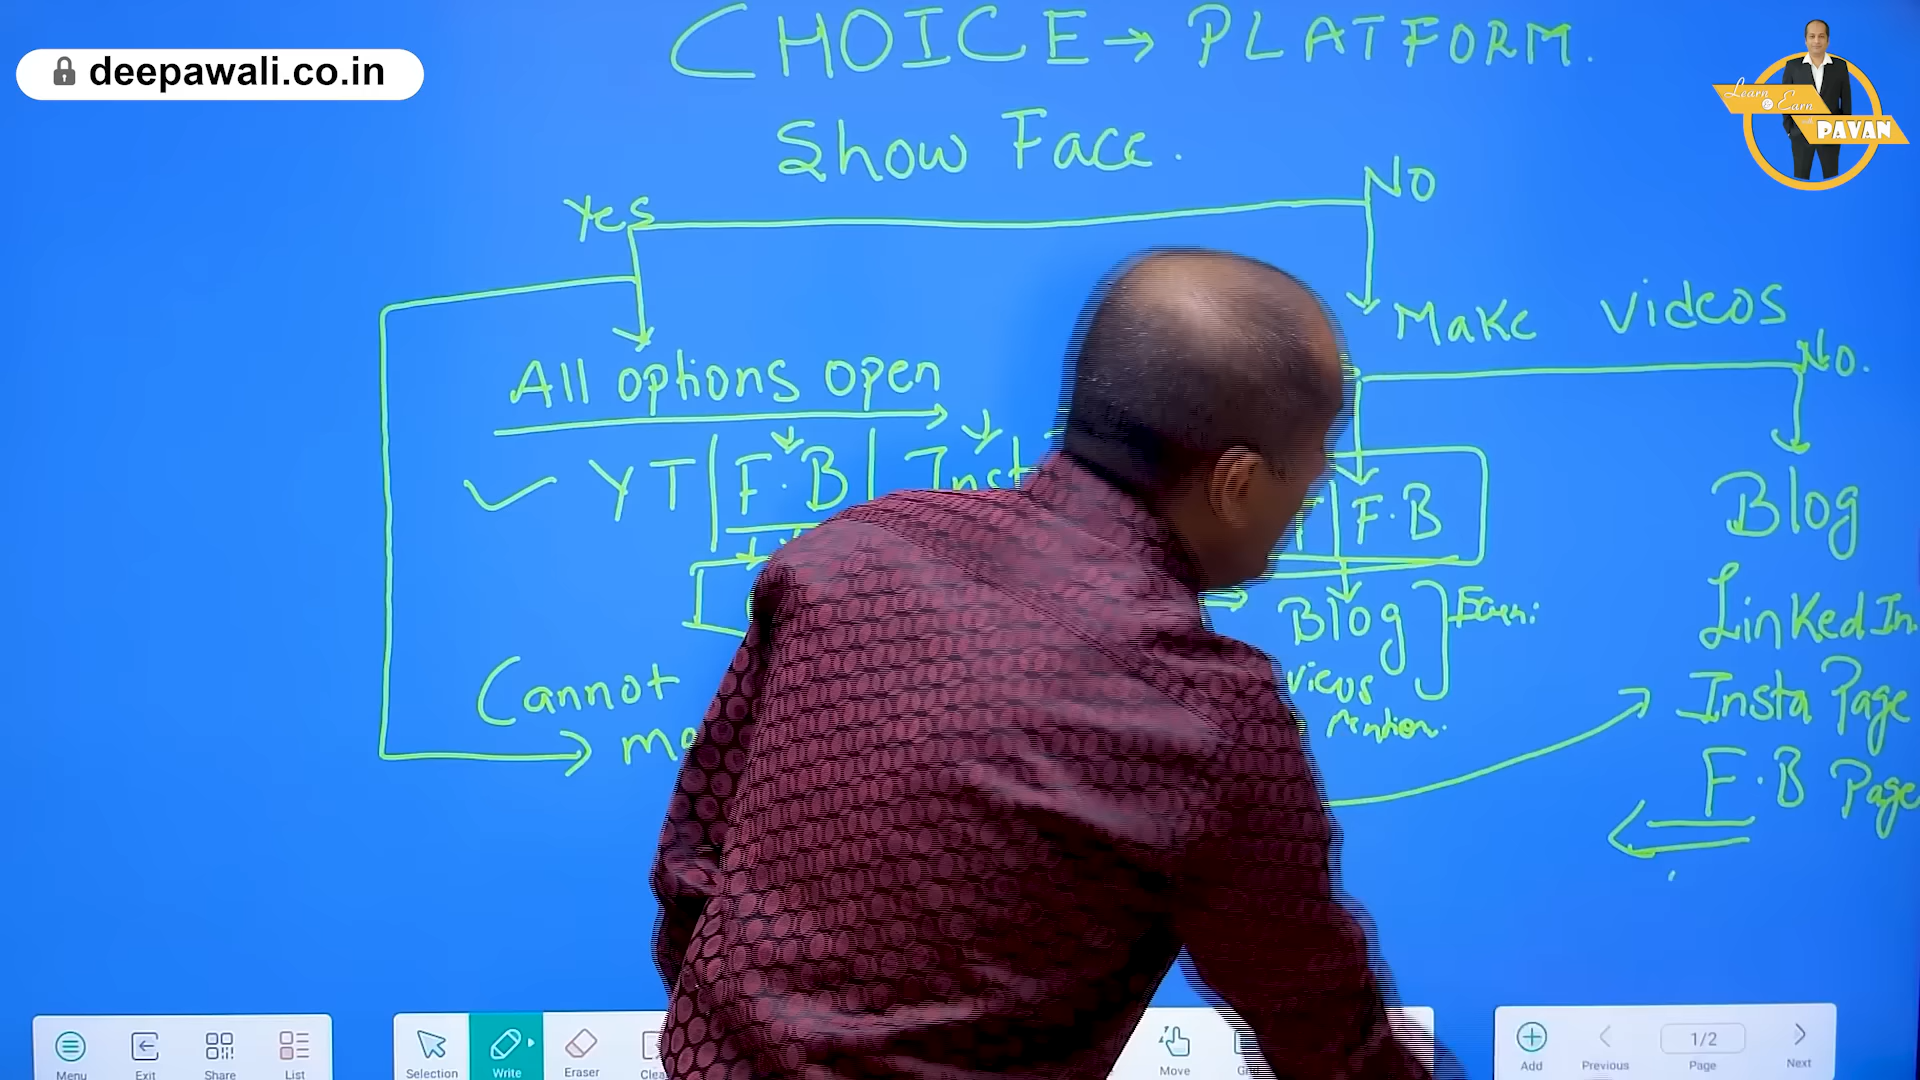 deepawali.co.in
CHOICE → PLATFORM.
Learn & Earn
PAVAN
Show Face.
Yes
No
Make Videos
No.
All options open
✓ YT | F.B | Inst
F.B
Blog
Blog
Earn:
LinkedIn.
Cannot
Insta Page
F.B Page
Menu
Exit
Share
List
Selection
Write
Eraser
Move
Add
Previous
1/2
Page
Next